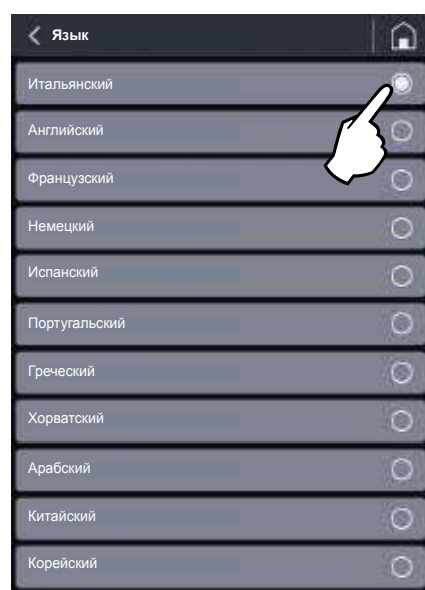 Язык
Итальянский
Английский
Французский
Немецкий
Испанский
Португальский
Греческий
Хорватский
Арабский
Китайский
Корейский